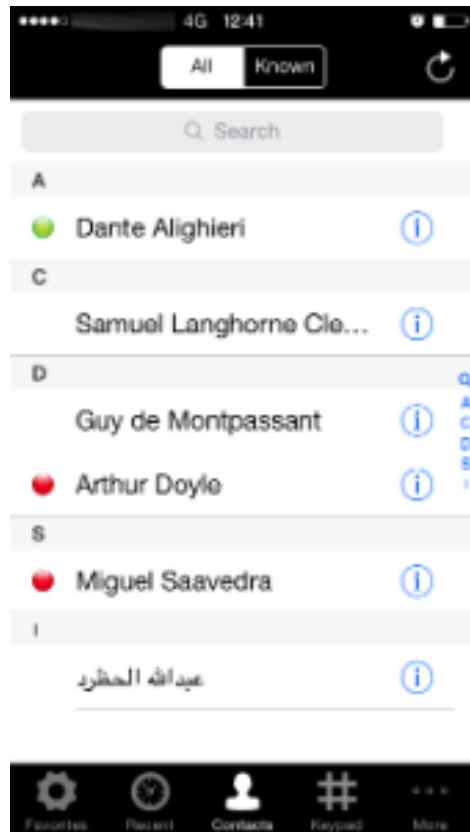 4G 12:41
All Known
Search
A
Dante Alighieri
C
Samuel Langhorne Cle...
D
Guy de Montpassant
Arthur Doyle
S
Miguel Saavedra
I
عبدالله الحظرد
A
C
D
S
I
Favorites Recent Contacts Keypad More